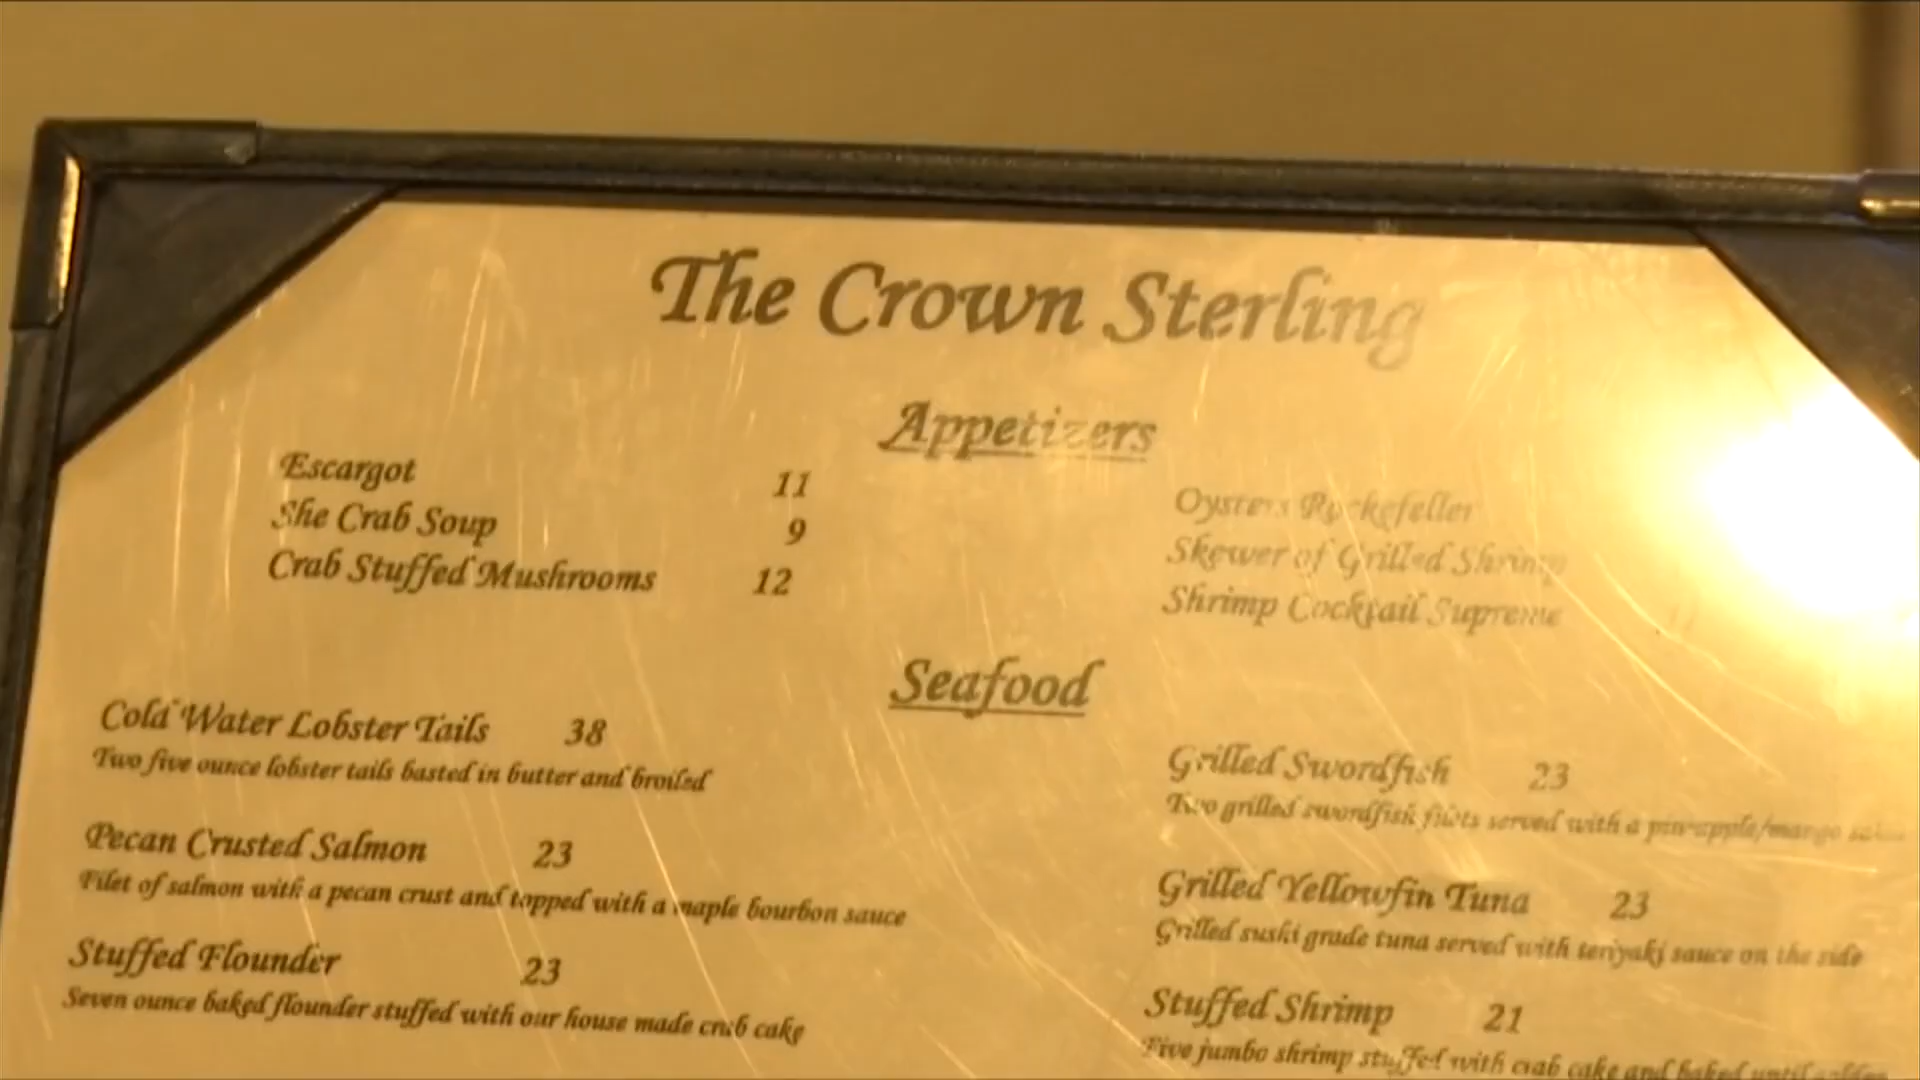 The Crown Sterling
Appetizers
Escargot 11
She Crab Soup 9
Crab Stuffed Mushrooms 12
Oysters Rockefeller
Skewer of Grilled Shrimp
Shrimp Cocktail Supreme
Seafood
Cold Water Lobster Tails 38
Two five ounce lobster tails basted in butter and broiled
Pecan Crusted Salmon 23
Filet of salmon with a pecan crust and topped with a maple bourbon sauce
Stuffed Flounder 23
Seven ounce baked flounder stuffed with our house made crab cake
Grilled Swordfish 23
Two grilled swordfish filets served with a pineapple/mango salsa
Grilled Yellowfin Tuna 23
Grilled sushi grade tuna served with teriyaki sauce on the side
Stuffed Shrimp 21
Five jumbo shrimp stuffed with crab cake and baked until golden